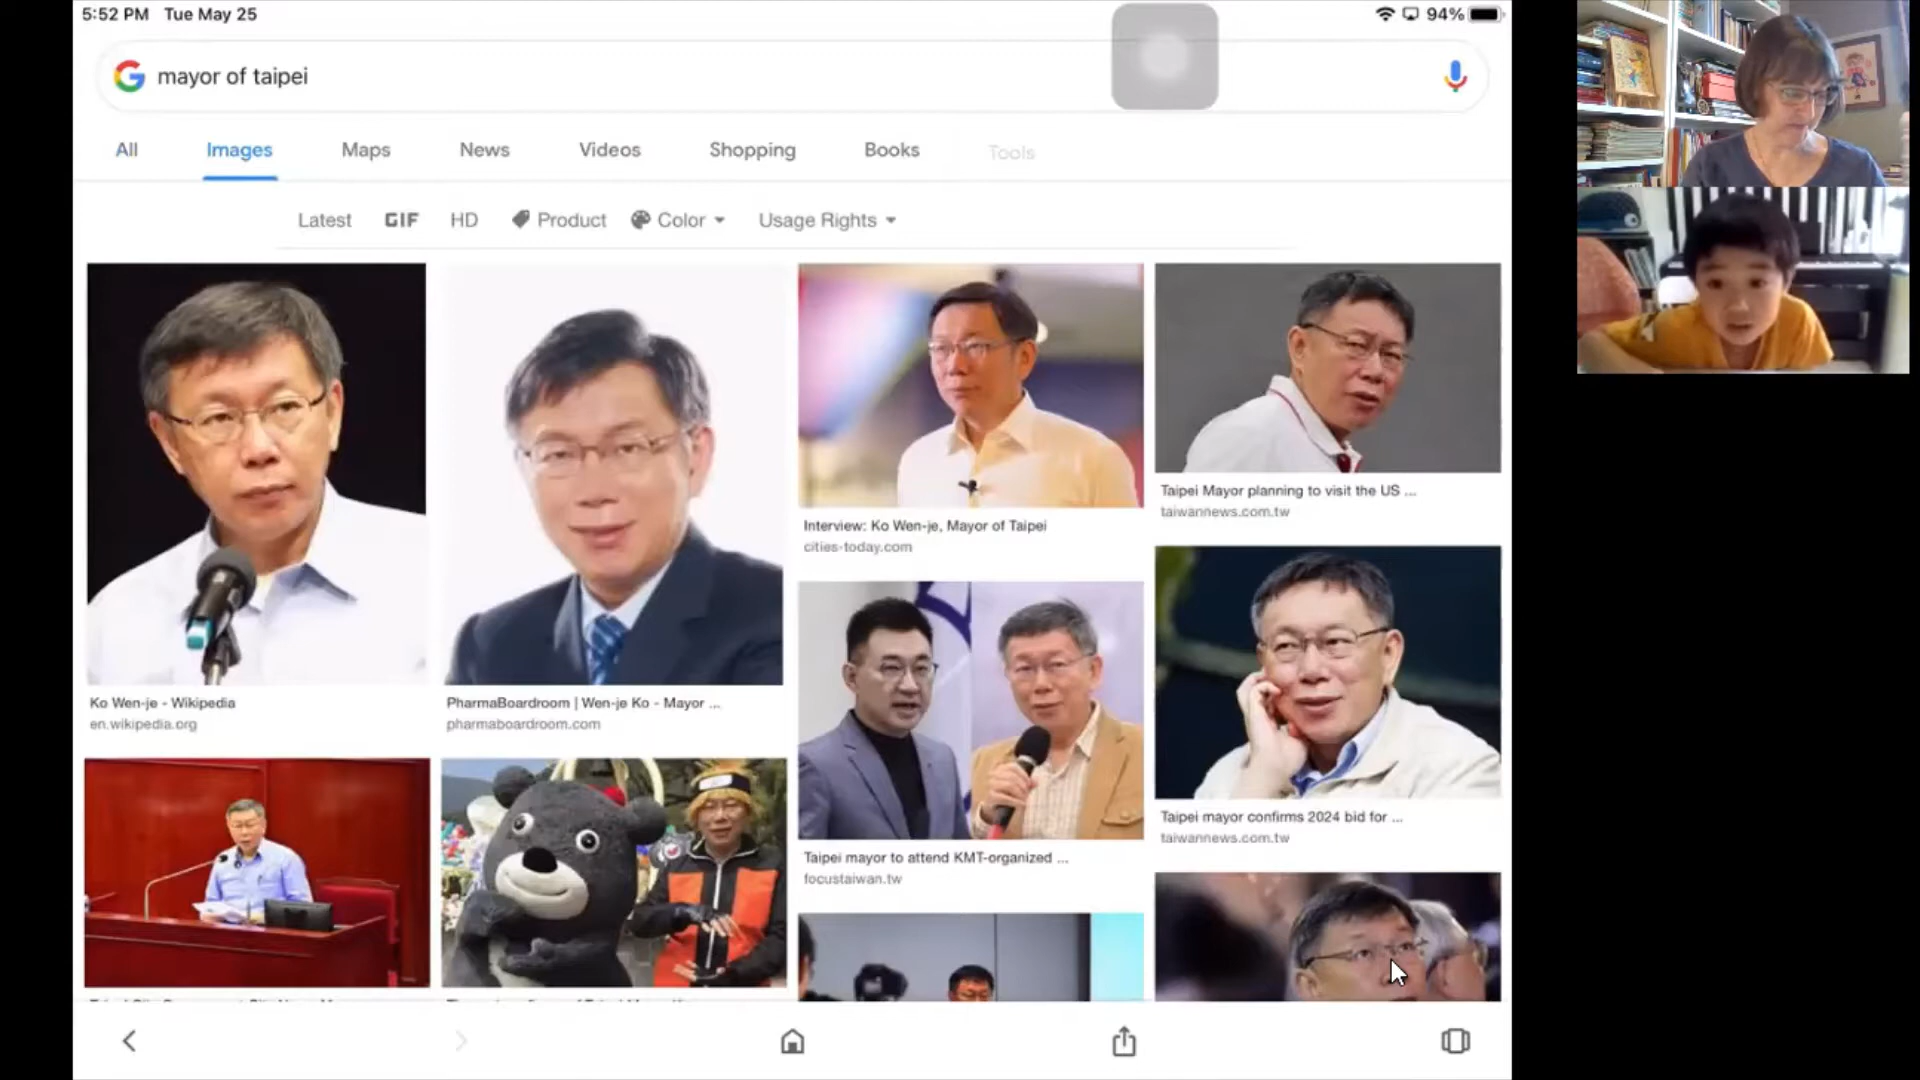 5:52 PM Tue May 25
94%
mayor of taipei
All Images Maps News Videos Shopping Books Tools
Latest GIF HD Product Color Usage Rights
Ko Wen-je - Wikipedia
en.wikipedia.org
PharmaBoardroom | Wen-je Ko - Mayor ...
pharmaboardroom.com
Interview: Ko Wen-je, Mayor of Taipei
cities-today.com
Taipei Mayor planning to visit the US ...
taiwannews.com.tw
Taipei mayor to attend KMT-organized ...
focustaiwan.tw
Taipei mayor confirms 2024 bid for ...
taiwannews.com.tw